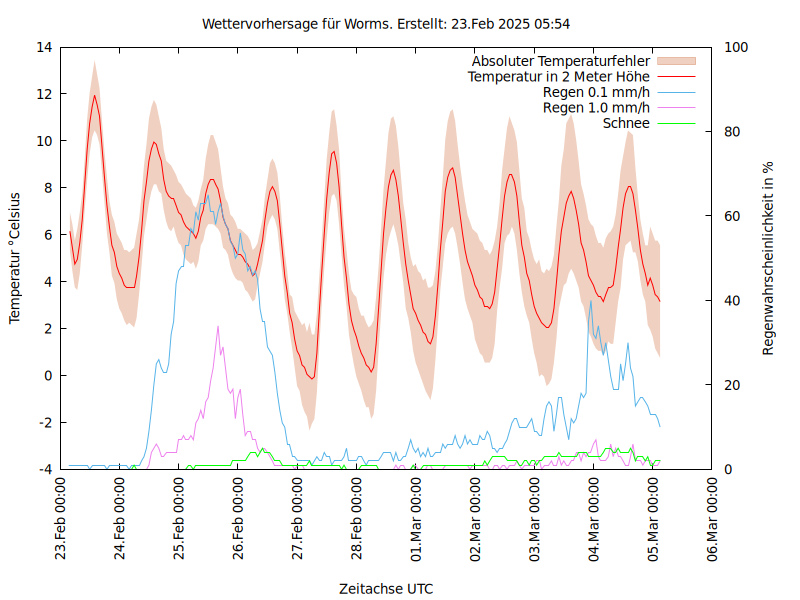 Wettervorhersage für Worms. Erstellt: 23.Feb 2025 05:54
14
12
10
8
6
4
2
0
-2
-4
100
80
60
40
20
0
Absoluter Temperaturfehler
Temperatur in 2 Meter Höhe
Regen 0.1 mm/h
Regen 1.0 mm/h
Schnee
Temperatur °Celsius
Regenwahrscheinlichkeit in %
23.Feb 00:00
24.Feb 00:00
25.Feb 00:00
26.Feb 00:00
27.Feb 00:00
28.Feb 00:00
01.Mar 00:00
02.Mar 00:00
03.Mar 00:00
04.Mar 00:00
05.Mar 00:00
06.Mar 00:00
Zeitachse UTC